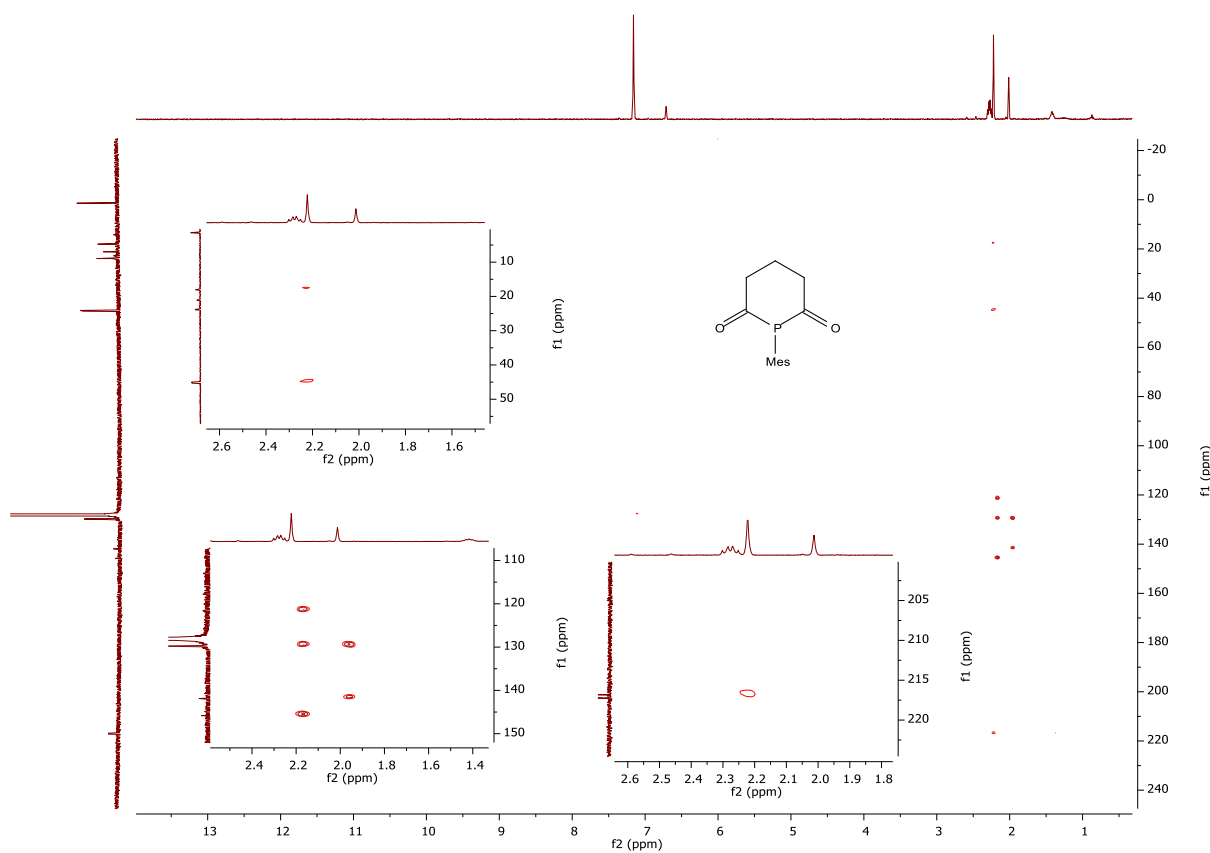 -20
0
20
40
60
80
100
120
140
160
180
200
220
240
f1 (ppm)
10
20
30
40
50
f1 (ppm)
2.6 2.4 2.2 2.0 1.8 1.6
f2 (ppm)
O P O
Mes
110
120
130
140
150
f1 (ppm)
2.4 2.2 2.0 1.8 1.6 1.4
f2 (ppm)
205
210
215
220
f1 (ppm)
2.6 2.5 2.4 2.3 2.2 2.1 2.0 1.9 1.8
f2 (ppm)
13 12 11 10 9 8 7 6 5 4 3 2 1
f2 (ppm)